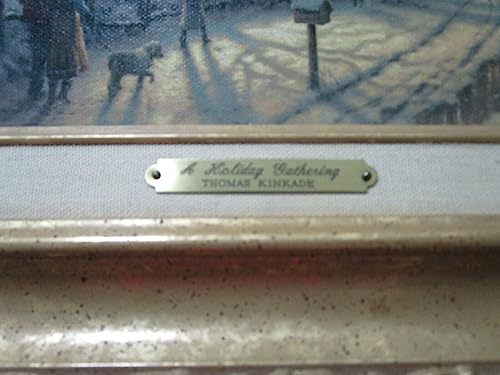 A Holiday Gathering
THOMAS KINKADE